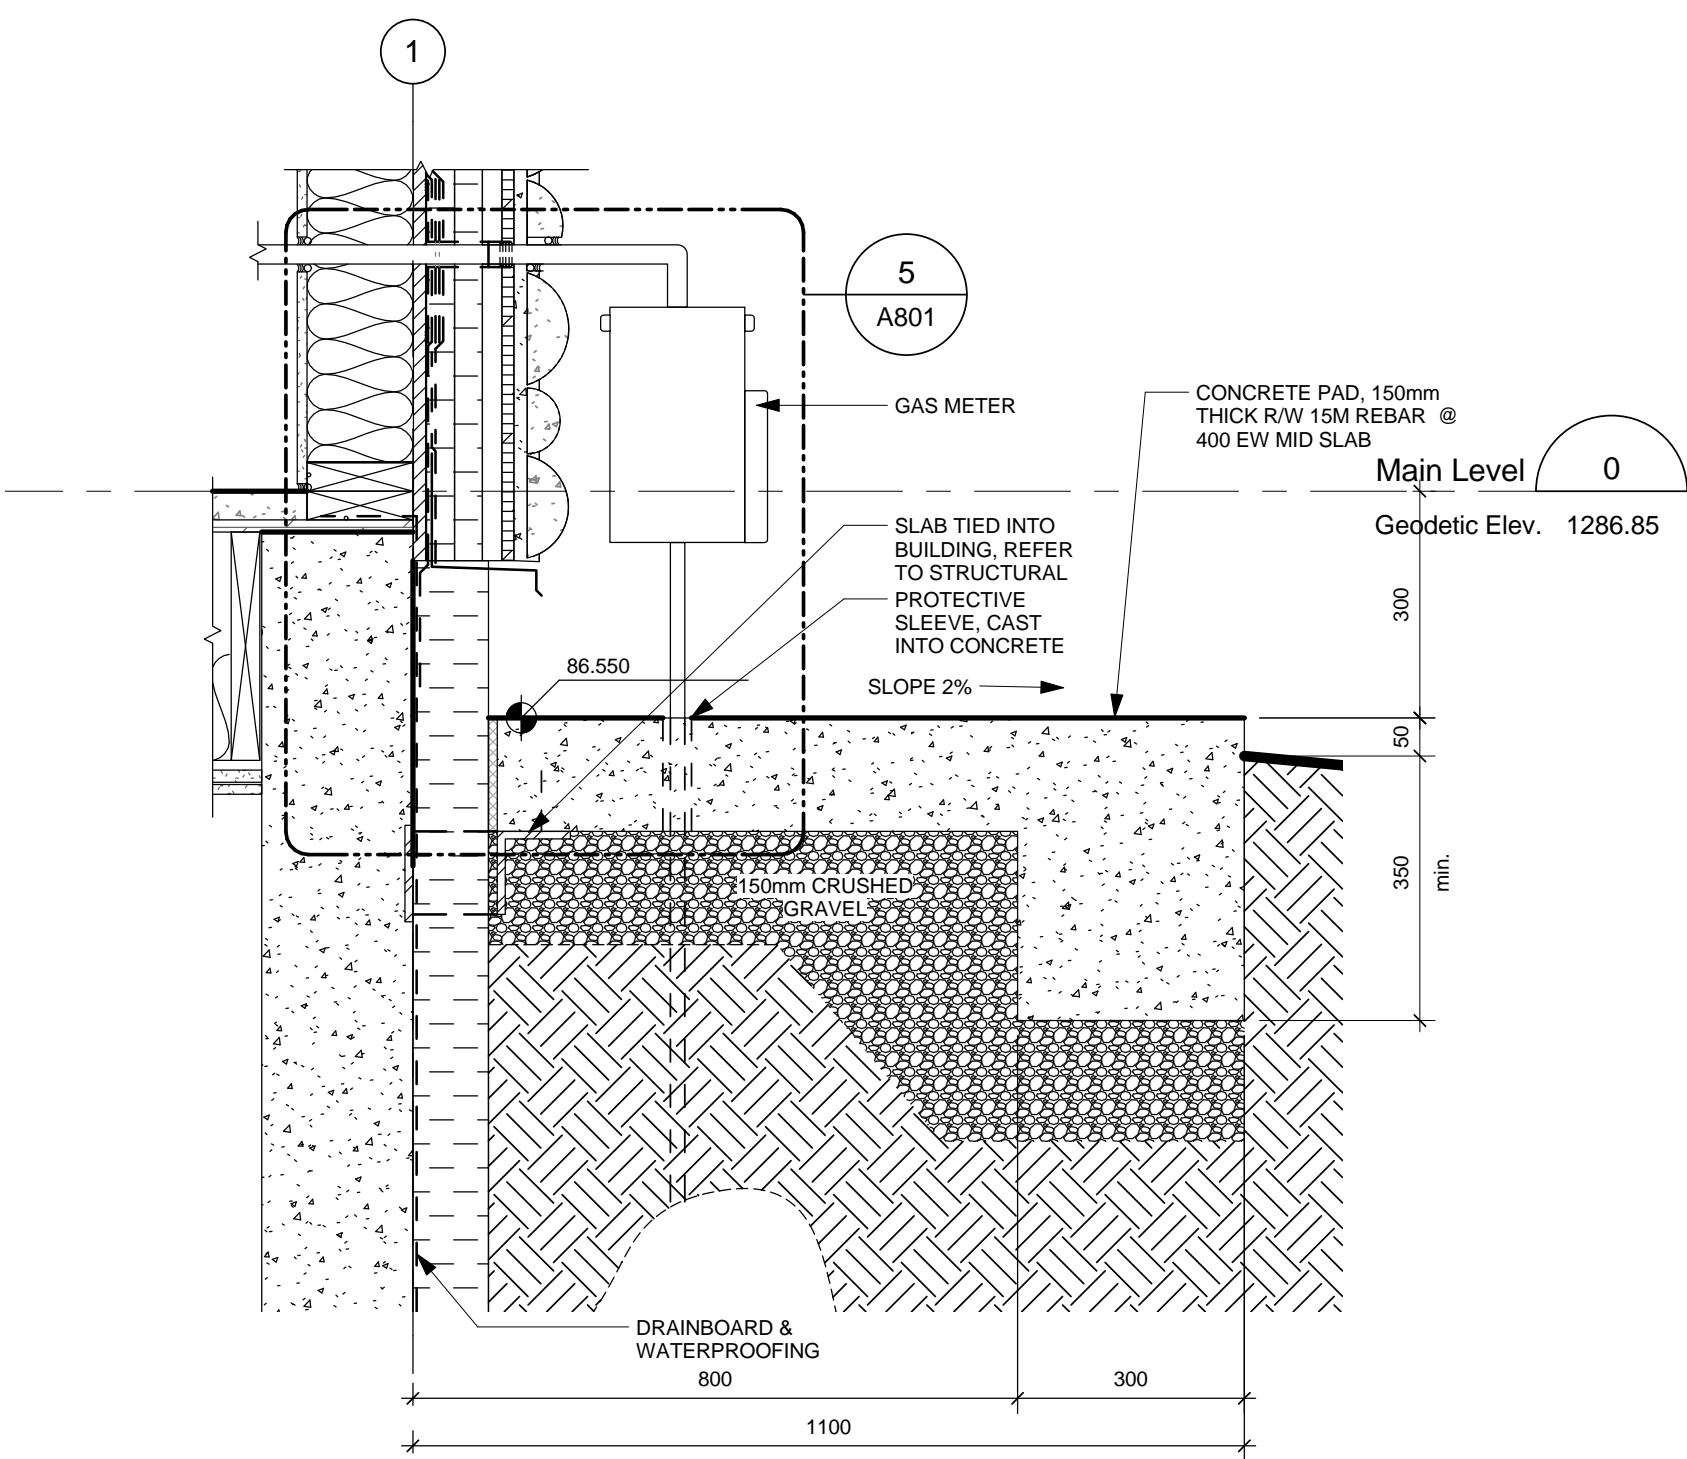 1
5
A801
GAS METER
CONCRETE PAD, 150mm
THICK R/W 15M REBAR @
400 EW MID SLAB
Main Level
0
Geodetic Elev. 1286.85
SLAB TIED INTO
BUILDING, REFER
TO STRUCTURAL
PROTECTIVE
SLEEVE, CAST
INTO CONCRETE
300
86.550
SLOPE 2%
50
150mm CRUSHED
GRAVEL
350
min.
DRAINBOARD &
WATERPROOFING
800
300
1100